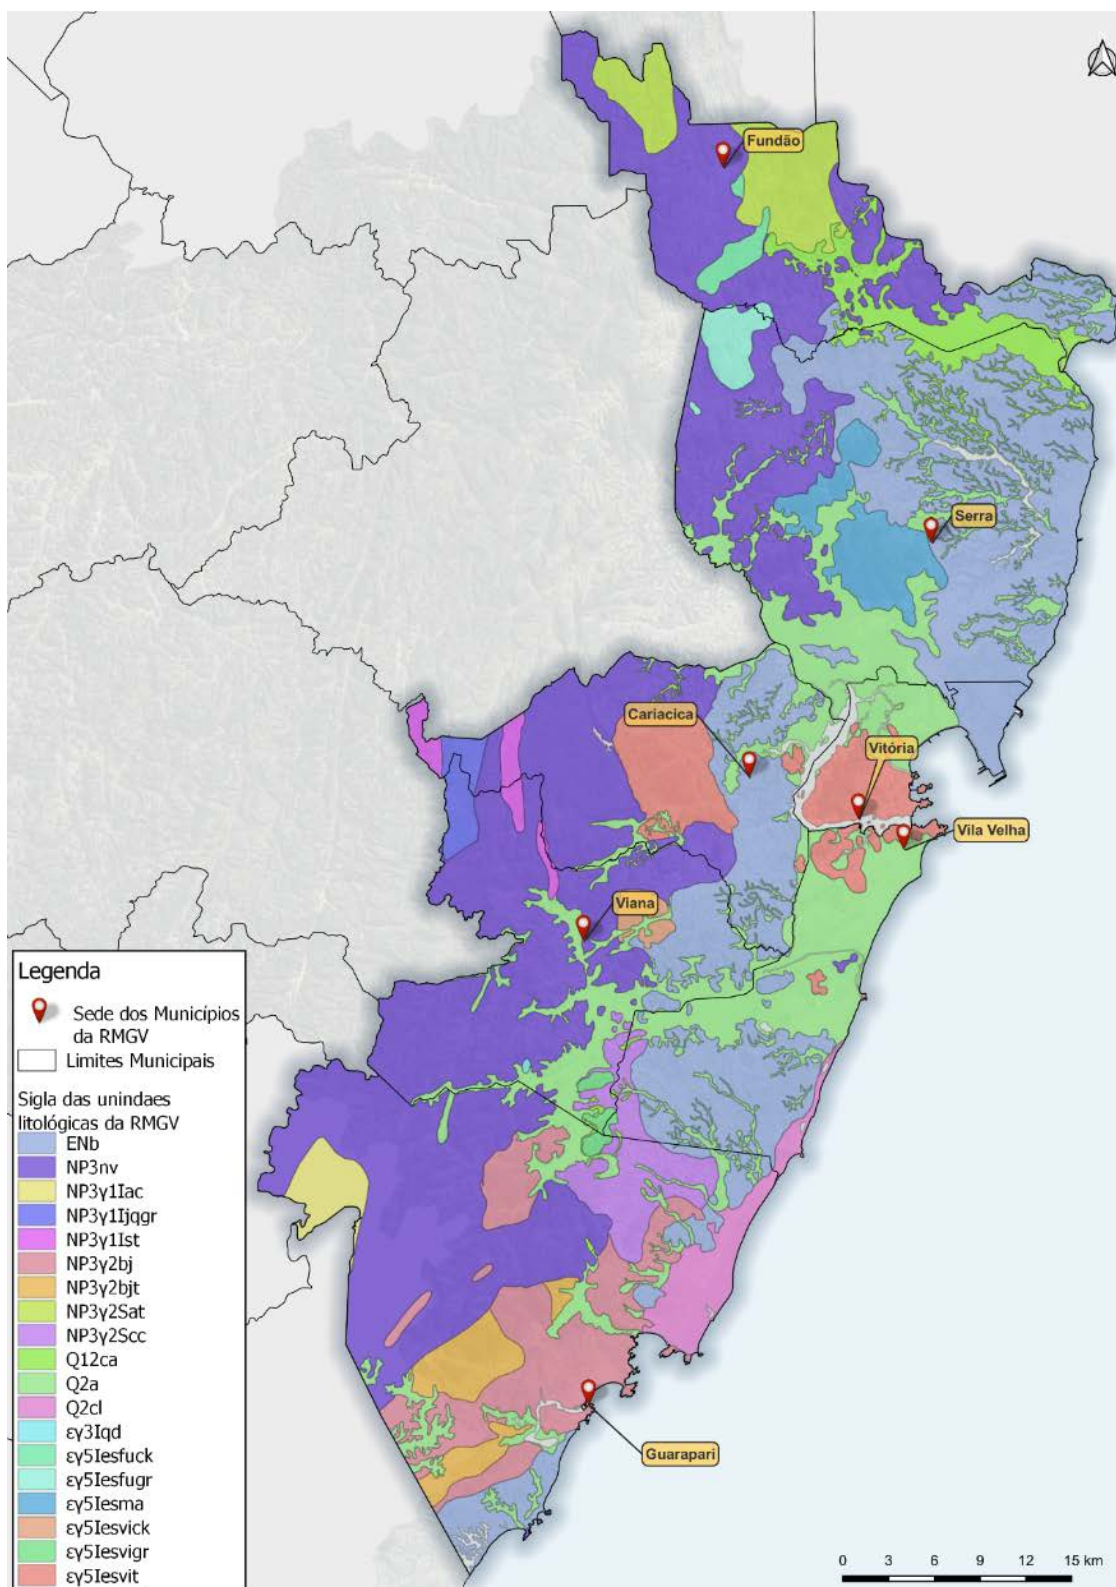 Fundão
Serra
Cariacica
Vitória
Vila Velha
Viana
Guarapari
Legenda
Sede dos Municípios
da RMGV
Limites Municipais
Sigla das unindaes
litológicas da RMGV
ENb
NP3nv
NP3γ1Iac
NP3γ1Ijqgr
NP3γ1Ist
NP3γ2bj
NP3γ2bjt
NP3γ2Sat
NP3γ2Scc
Q12ca
Q2a
Q2cl
εγ3Iqd
εγ5Iesfuck
εγ5Iesfugr
εγ5Iesma
εγ5Iesvick
εγ5Iesvigr
εγ5Iesvit
0 3 6 9 12 15 km